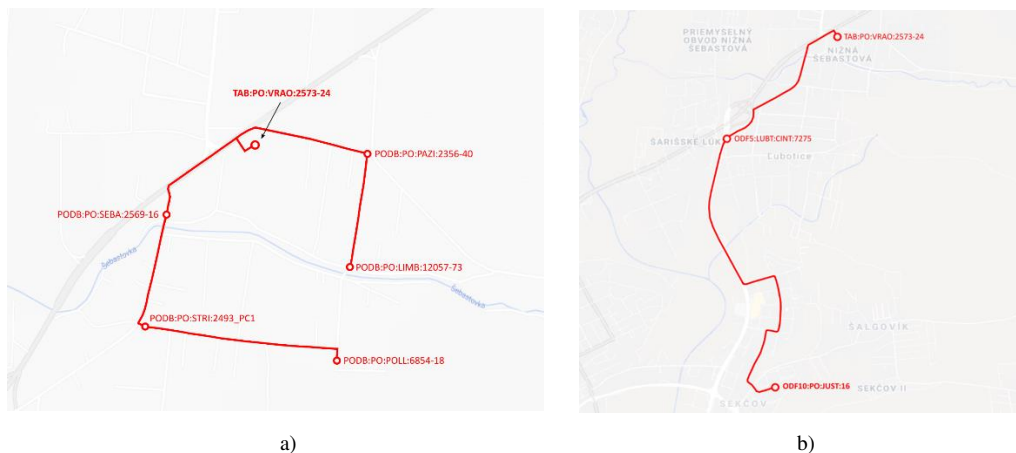 TAB:PO:VRAO:2573-24
PODB:PO:PAZI:2356-40
PODB:PO:SEBA:2569-16
Šebastovka
PODB:PO:LIMB:12057-73
Šebastovka
PODB:PO:STRI:2493_PC1
PODB:PO:POLL:6854-18
a)
PRIEMYSELNÝ
OBVOD NIŽNÁ
ŠEBASTOVÁ
TAB:PO:VRAO:2573-24
NIŽNÁ
ŠEBASTOVÁ
ŠARIŠSKÉ LÚK
ODF5:LUBT:CINT:7275
Ľubotice
ŠALGOVÍK
ODF10:PO:JUST:16
SEKČOV II
SEKČOV
b)